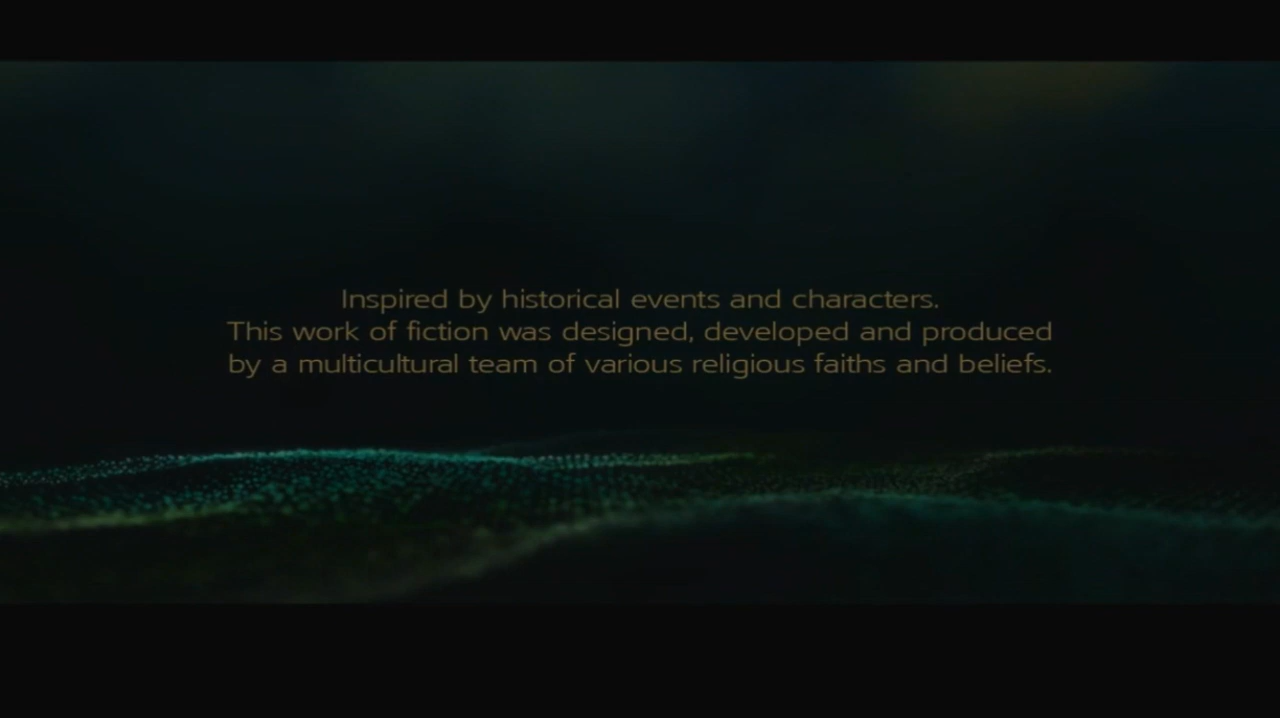 Inspired by historical events and characters.
This work of fiction was designed, developed and produced
by a multicultural team of various religious faiths and beliefs.